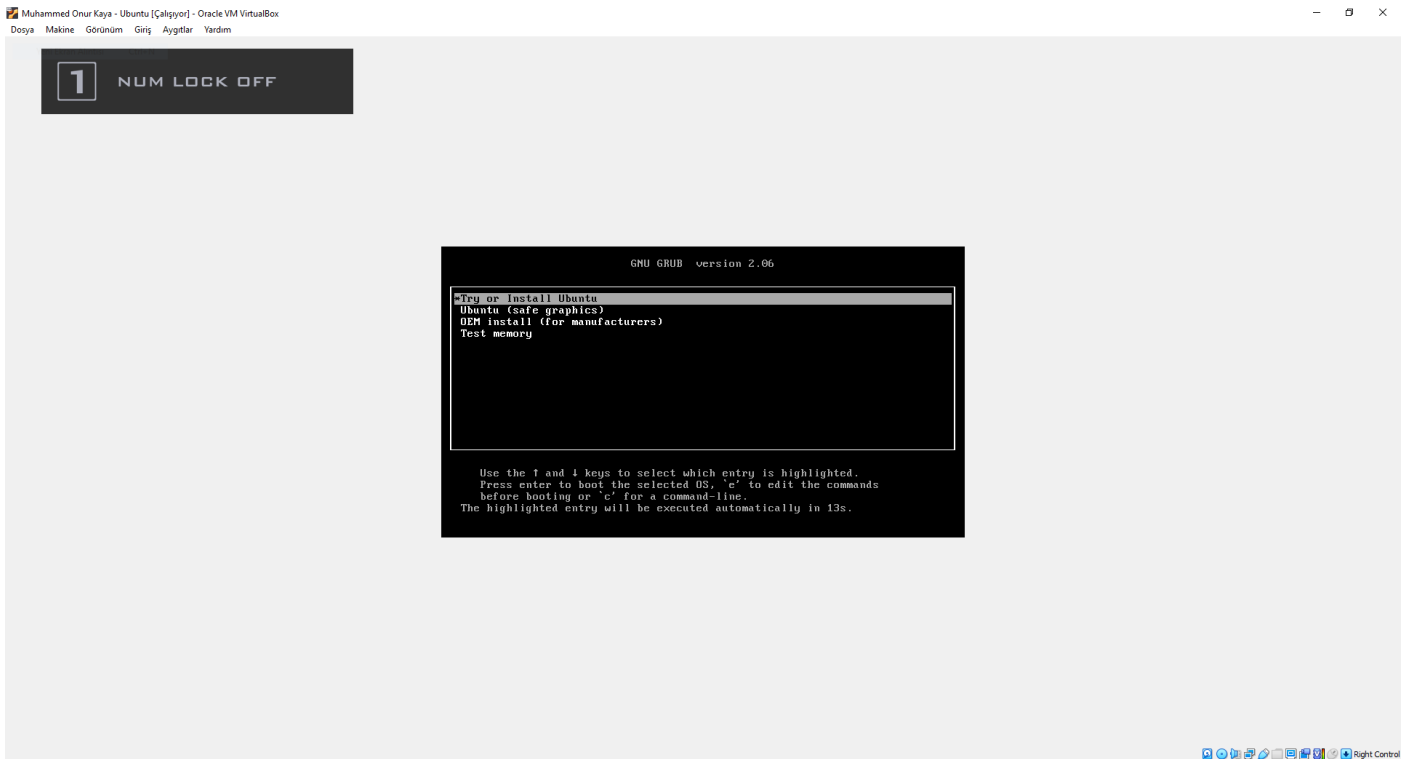 Muhammed Onur Kaya - Ubuntu [Çalışıyor] - Oracle VM VirtualBox
Dosya Makine Görünüm Giriş Aygıtlar Yardım
1 NUM LOCK OFF
GNU GRUB version 2.06
*Try or Install Ubuntu
Ubuntu (safe graphics)
OEM install (for manufacturers)
Test memory
Use the ↑ and ↓ keys to select which entry is highlighted.
Press enter to boot the selected OS, `e' to edit the commands
before booting or `c' for a command-line.
The highlighted entry will be executed automatically in 13s.
Right Control